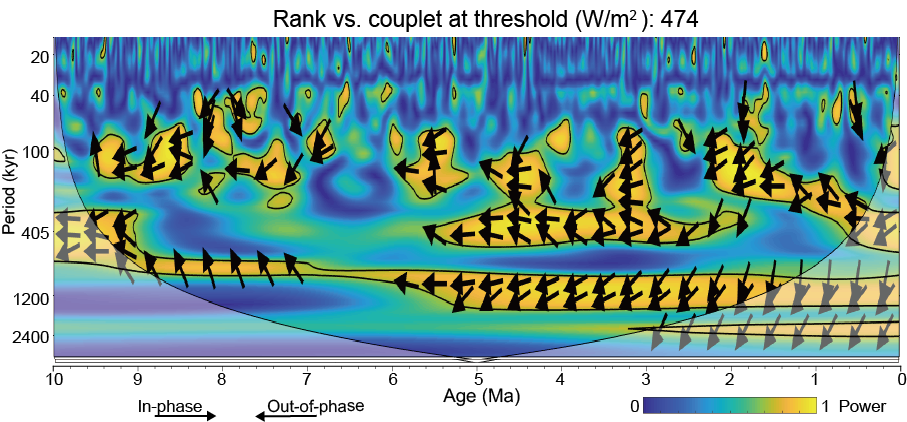 Rank vs. couplet at threshold (W/m²): 474
Period (kyr)
20
40
100
405
1200
2400
10 9 8 7 6 5 4 3 2 1 0
Age (Ma)
In-phase
Out-of-phase
0 1 Power